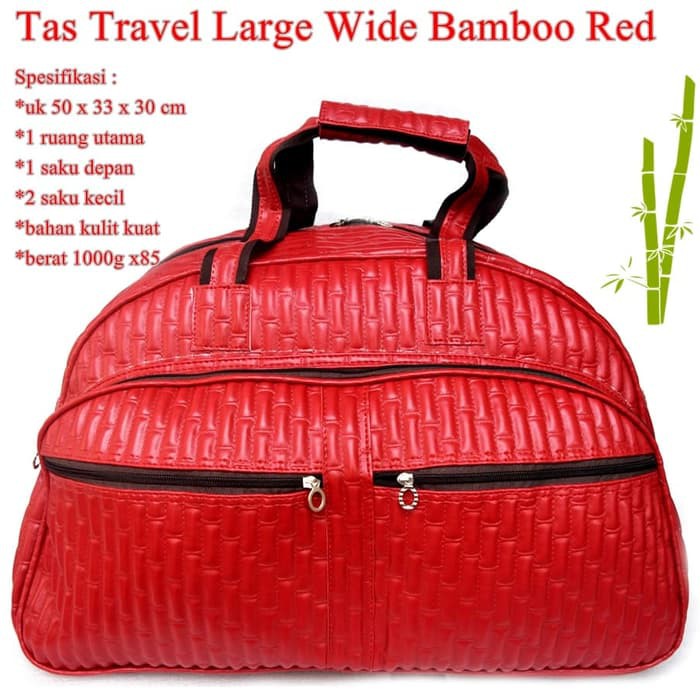 Tas Travel Large Wide Bamboo Red
Spesifikasi :
*uk 50 x 33 x 30 cm
*1 ruang utama
*1 saku depan
*2 saku kecil
*bahan kulit kuat
*berat 1000g x85